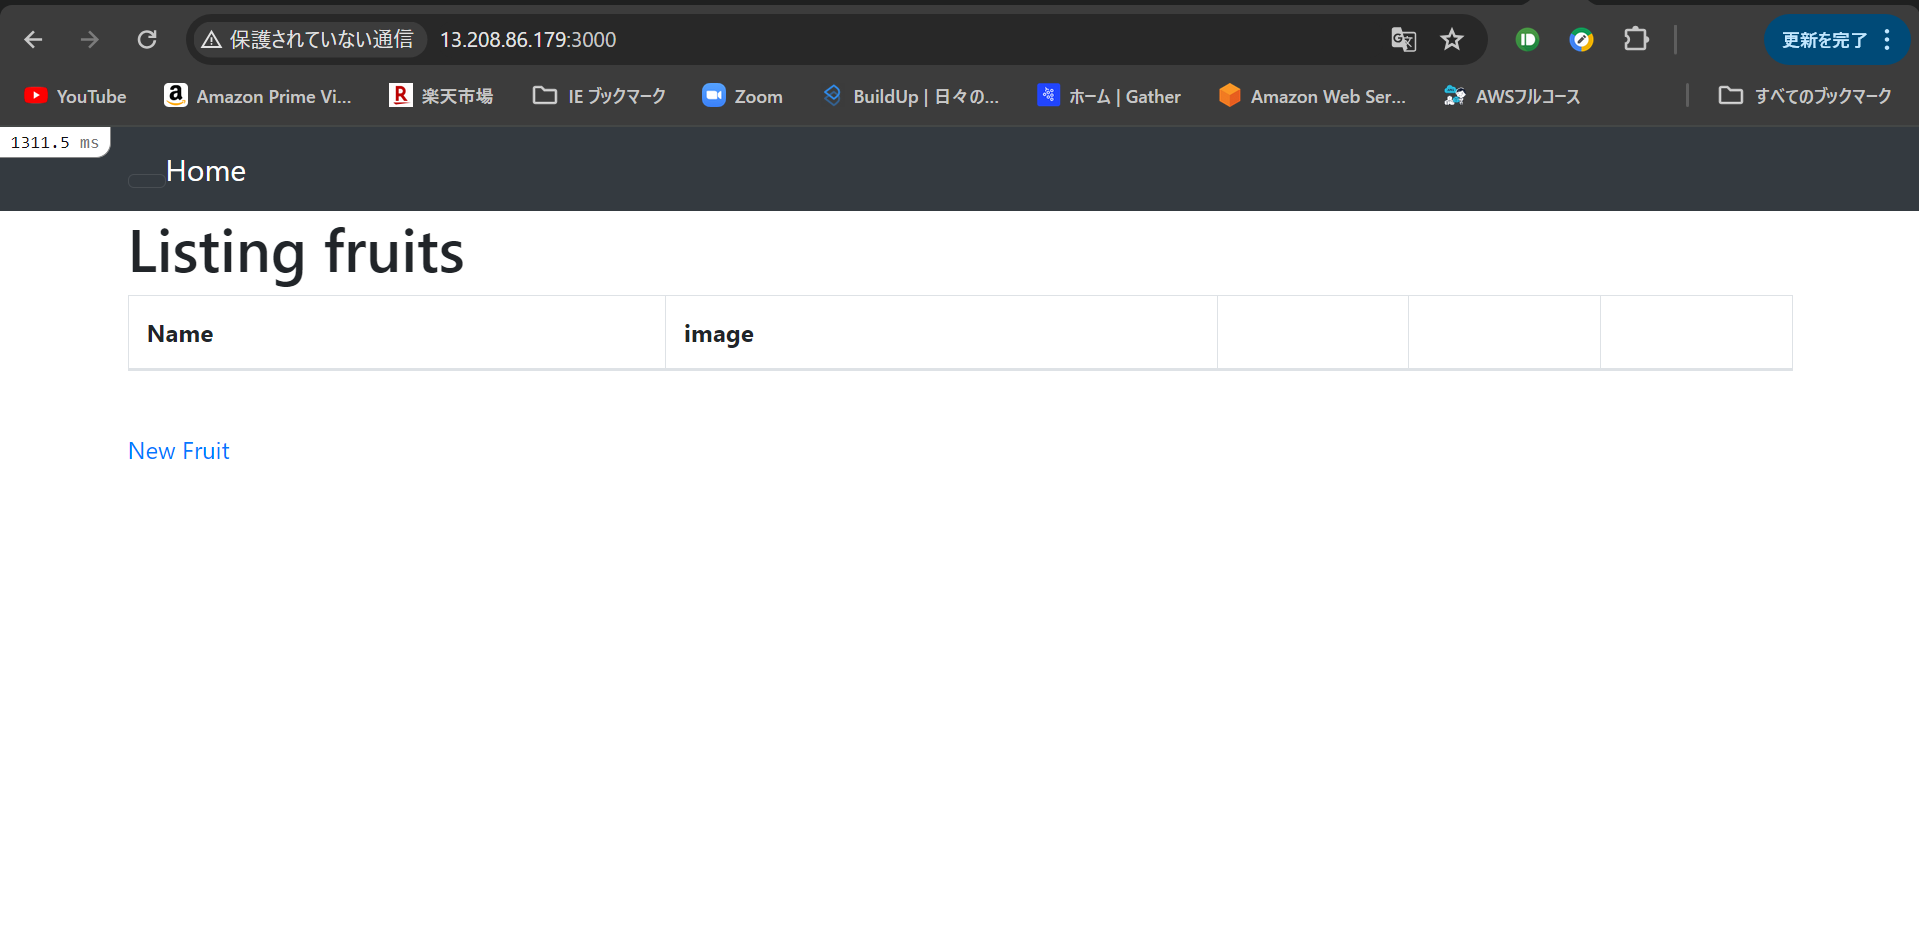 保護されていない通信 13.208.86.179:3000 更新を完了
YouTube Amazon Prime Vi... 楽天市場 IE ブックマーク Zoom BuildUp | 日々の... ホーム | Gather Amazon Web Ser... AWSフルコース すべてのブックマーク
1311.5 ms
Home
Listing fruits
Name image
New Fruit